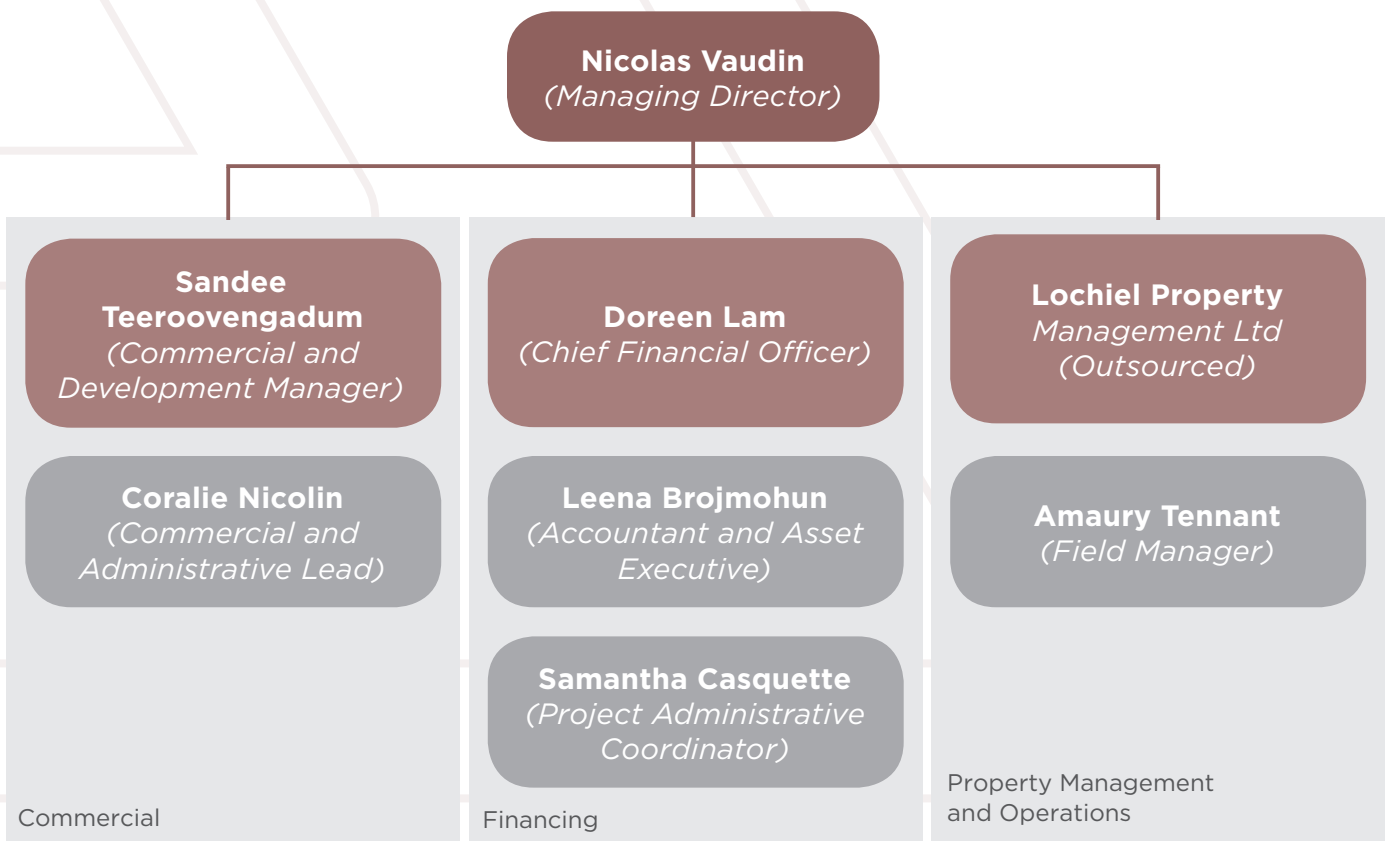 Nicolas Vaudin
(Managing Director)
Sandee
Teeroovengadum
(Commercial and
Development Manager)
Coralie Nicolin
(Commercial and
Administrative Lead)
Commercial
Doreen Lam
(Chief Financial Officer)
Leena Brojmohun
(Accountant and Asset
Executive)
Samantha Casquette
(Project Administrative
Coordinator)
Financing
Lochiel Property
Management Ltd
(Outsourced)
Amaury Tennant
(Field Manager)
Property Management
and Operations